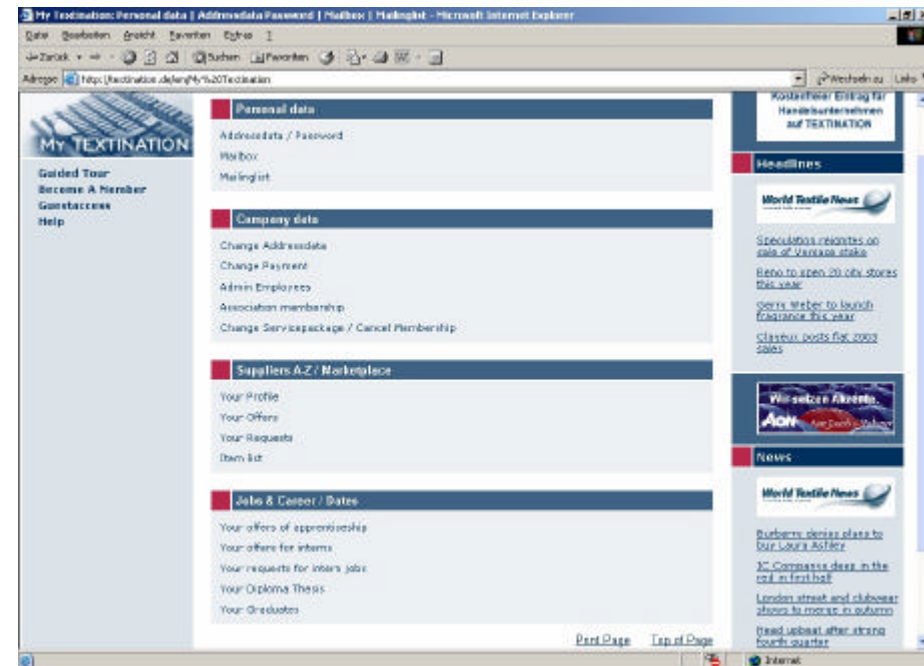 My Textination: Personal data | Addressdata Password | Mailbox | Mailinglist - Microsoft Internet Explorer
Datei Bearbeiten Ansicht Favoriten Extras ?
Zurück Suchen Favoriten
Adresse http://textination.de/en/My%20Textination Wechseln zu Links
MY TEXTINATION
Guided Tour
Become A Member
Guestaccess
Help
Personal data
Addressdata / Password
Mailbox
Mailinglist
Company data
Change Addressdata
Change Payment
Admin Employees
Association membership
Change Servicepackage / Cancel Membership
Suppliers A-Z / Marketplace
Your Profile
Your Offers
Your Requests
Item list
Jobs & Career / Dates
Your offers of apprenticeship
Your offers for interns
Your requests for intern jobs
Your Diploma Thesis
Your Graduates
Print Page Top of Page
Kostenfreier Eintrag für
Handelsunternehmen
auf TEXTINATION
Headlines
World Textile News
Speculation reignites on
sale of Versace stake
Reno to open 20 city stores
this year
Gerry Weber to launch
fragrance this year
posts flat 2003
sales
Wir setzen Akzente.
Aon
News
World Textile News
Burberry denies plans to
buy Laura Ashley
JC Companys deep in the
red in first half
London street and clubwear
shows to merge in autumn
Head upbeat after strong
fourth quarter
Internet